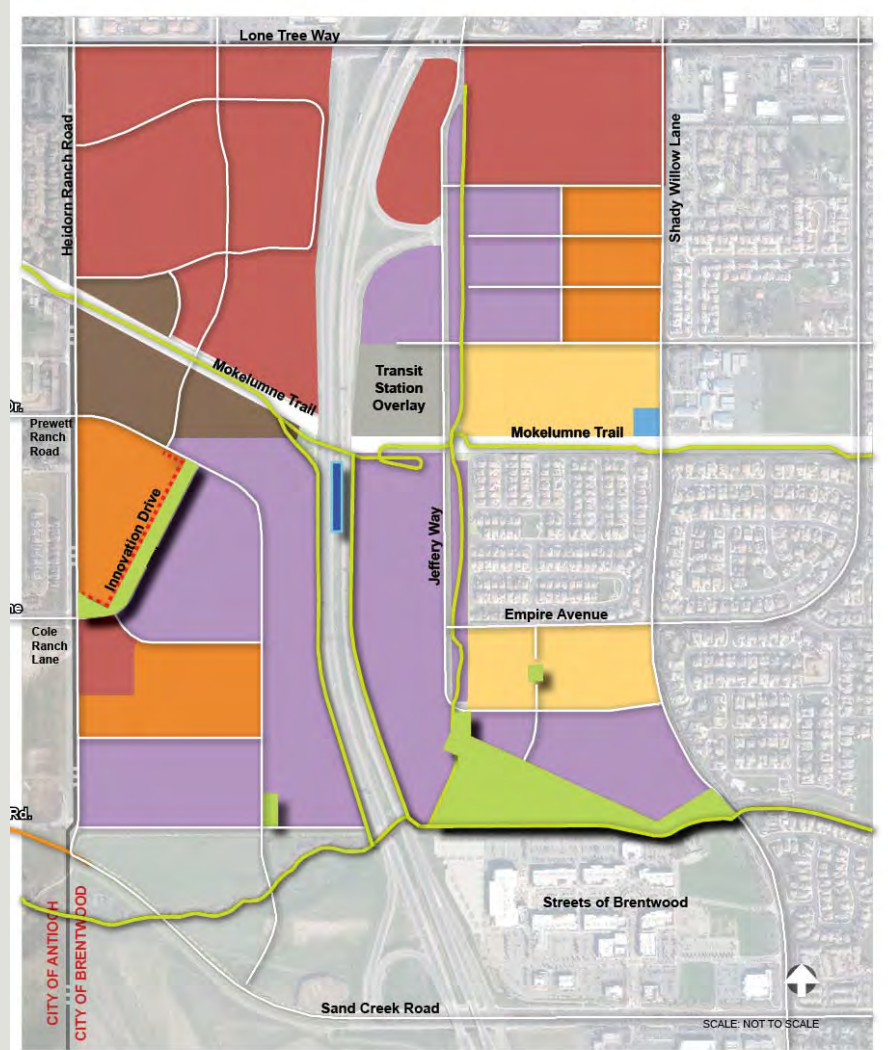 Lone Tree Way
Heidorn Ranch Road
Shady Willow Lane
Transit
Station
Overlay
Mokelumne Trail
Dr.
Prewett
Ranch
Road
Mokelumne Trail
Innovation Drive
Jeffery Way
Empire Avenue
ne
Cole
Ranch
Lane
Rd.
CITY OF ANTIOCH
CITY OF BRENTWOOD
Streets of Brentwood
Sand Creek Road
SCALE: NOT TO SCALE